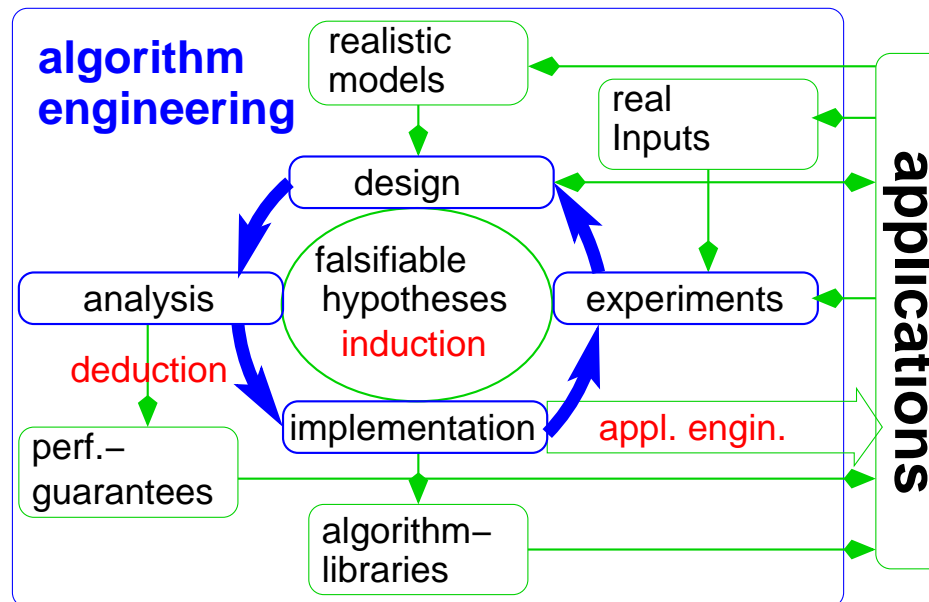 algorithm
engineering
realistic
models
real
Inputs
design
falsifiable
hypotheses
induction
analysis
experiments
deduction
implementation
appl. engin.
perf.–
guarantees
algorithm–
libraries
applications